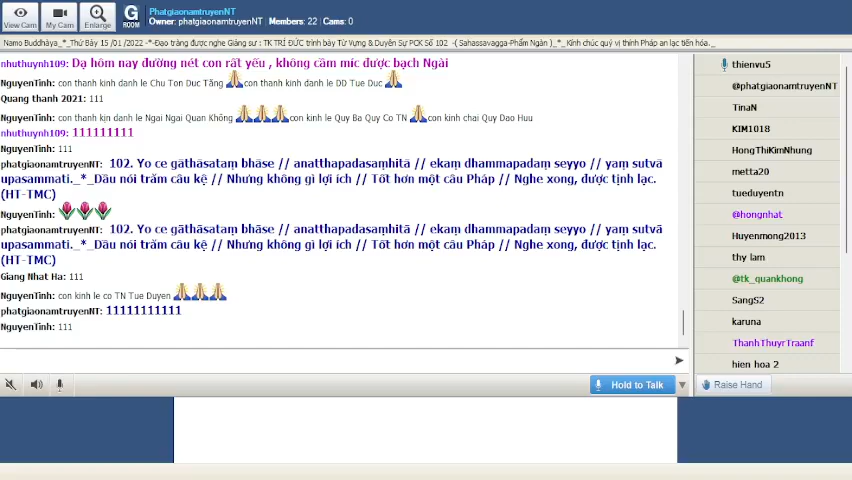 View Cam
My Cam
Enlarge
G
ROOM
PhatgiaonamtruyenNT
Owner: phatgiaonamtruyenNT | Members: 22 | Cams: 0
Namo Buddhàya_*_Thứ Bảy 15 /01 /2022 -*-Đạo tràng được nghe Giảng sư : TK TRÍ ĐỨC trình bày Từ Vựng & Duyên Sự PCK Số 102 -( Sahassavagga-Phẩm Ngàn )_*_ Kính chúc quý vị thính Pháp an lạc tiến hóa._
nhuthuynh109: Dạ hôm nay đường nét con rất yếu , không cầm míc được bạch Ngài
NguyenTinh: con thanh kinh danh le Chu Ton Duc Tăng con thanh kinh danh le DD Tue Duc
Quang thanh 2021: 111
NguyenTinh: con thanh kịn danh le Ngai Ngai Quan Không con kinh le Quy Ba Quy Co TN con kinh chai Quy Dao Huu
nhuthuynh109: 111111111
NguyenTinh: 111
phatgiaonamtruyenNT: 102. Yo ce gāthāsataṃ bhāse // anatthapadasaṃhitā // ekaṃ dhammapadaṃ seyyo // yaṃ sutvā
upasammati._*_Dầu nói trăm câu kệ // Nhưng không gì lợi ích // Tốt hơn một câu Pháp // Nghe xong, được tịnh lạc.
(HT-TMC)
NguyenTinh:
phatgiaonamtruyenNT: 102. Yo ce gāthāsataṃ bhāse // anatthapadasaṃhitā // ekaṃ dhammapadaṃ seyyo // yaṃ sutvā
upasammati._*_Dầu nói trăm câu kệ // Nhưng không gì lợi ích // Tốt hơn một câu Pháp // Nghe xong, được tịnh lạc.
(HT-TMC)
Giang Nhat Ha: 111
NguyenTinh: con kinh le co TN Tue Duyen
phatgiaonamtruyenNT: 11111111111
NguyenTinh: 111
Hold to Talk
thienvu5
@phatgiaonamtruyenNT
TinaN
KIM1018
HongThiKimNhung
metta20
tueduyentn
@hongnhat
Huyenmong2013
thy lam
@tk_quankhong
SangS2
karuna
ThanhThuyrTraanf
hien hoa 2
Raise Hand